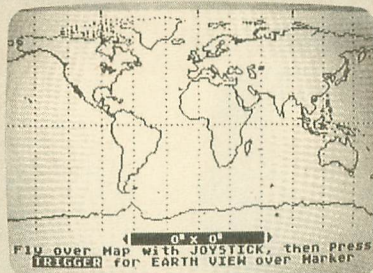 0° x 0°
Fly over Map with JOYSTICK, then Press
TRIGGER for EARTH VIEW over Marker